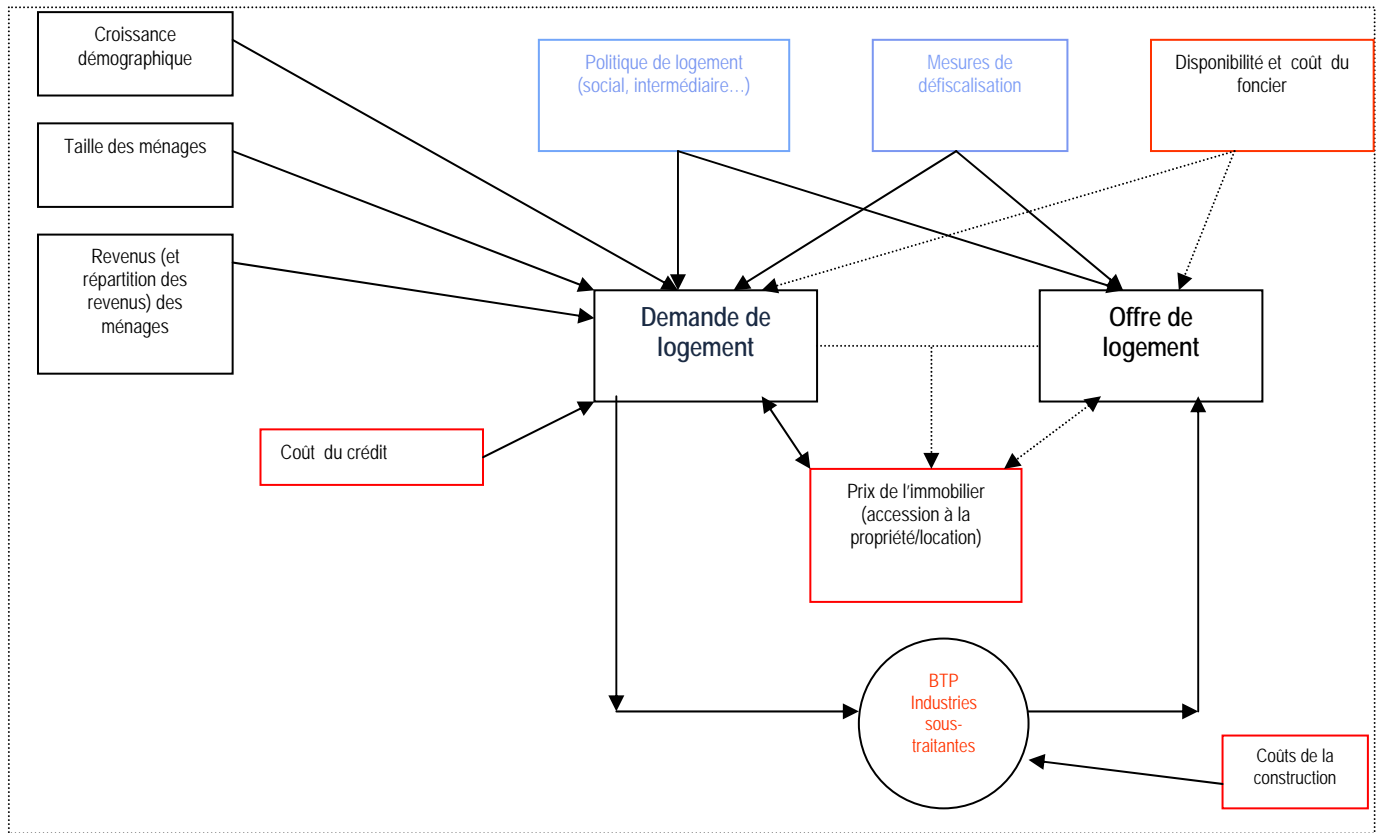 Croissance
démographique
Politique de logement
(social, intermédiaire…)
Mesures de
défiscalisation
Disponibilité et coût du
foncier
Taille des ménages
Revenus (et
répartition des
revenus) des
ménages
Demande de
logement
Offre de
logement
Coût du crédit
Prix de l'immobilier
(accession à la
propriété/location)
BTP
Industries
sous-
traitantes
Coûts de la
construction